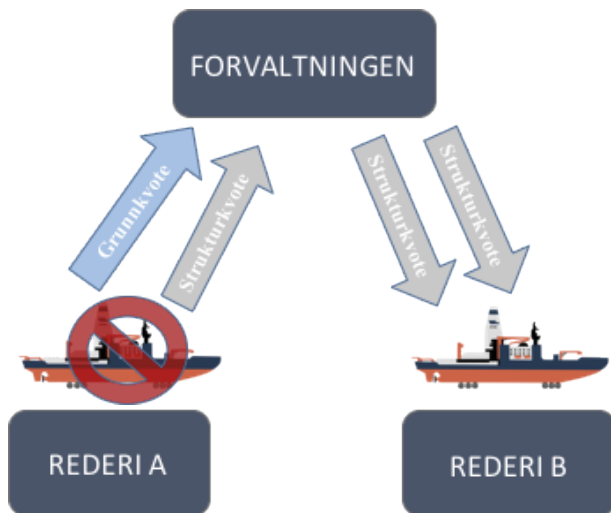 FORVALTNINGEN
Grunnkvote
Strukturkvote
Strukturkvote
Strukturkvote
REDERI A
REDERI B